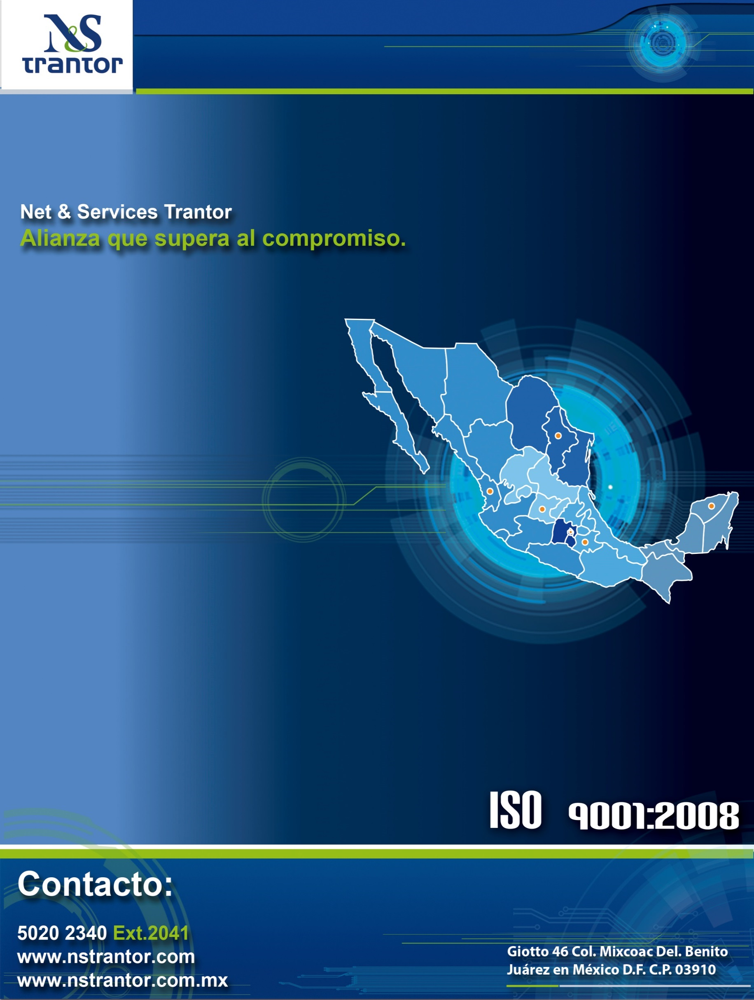 N&S
trantor
Net & Services Trantor
Alianza que supera al compromiso.
ISO 9001:2008
Contacto:
5020 2340 Ext.2041
www.nstrantor.com
www.nstrantor.com.mx
Giotto 46 Col. Mixcoac Del. Benito
Juárez en México D.F. C.P. 03910